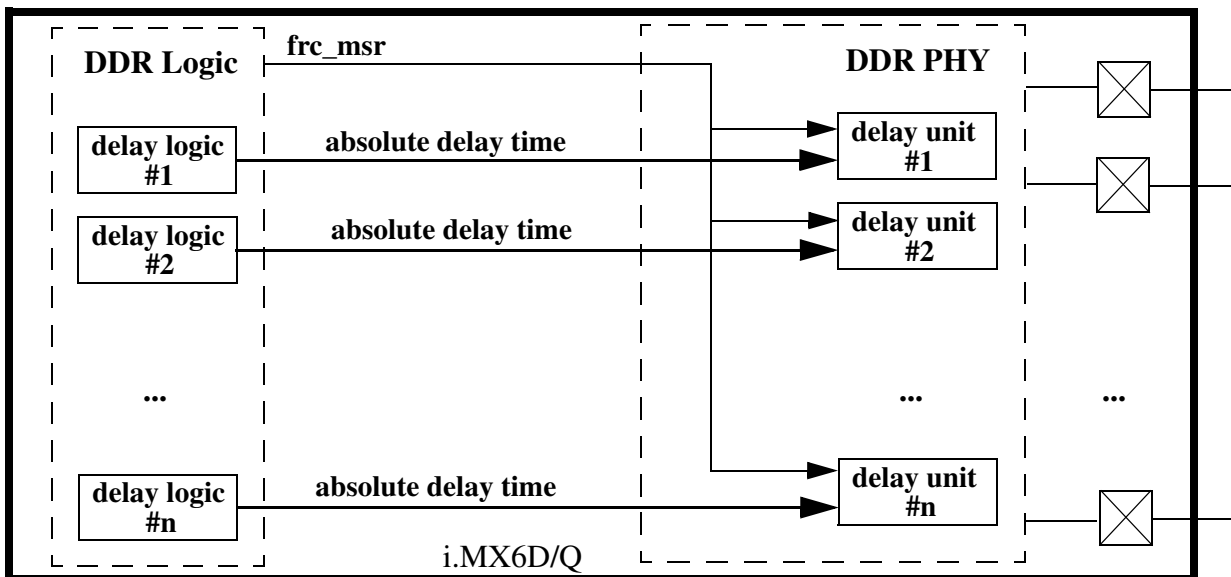 frc_msr
DDR Logic
DDR PHY
delay logic
#1
absolute delay time
delay unit
#1
delay logic
#2
absolute delay time
delay unit
#2
...
...
...
delay logic
#n
absolute delay time
delay unit
#n
i.MX6D/Q